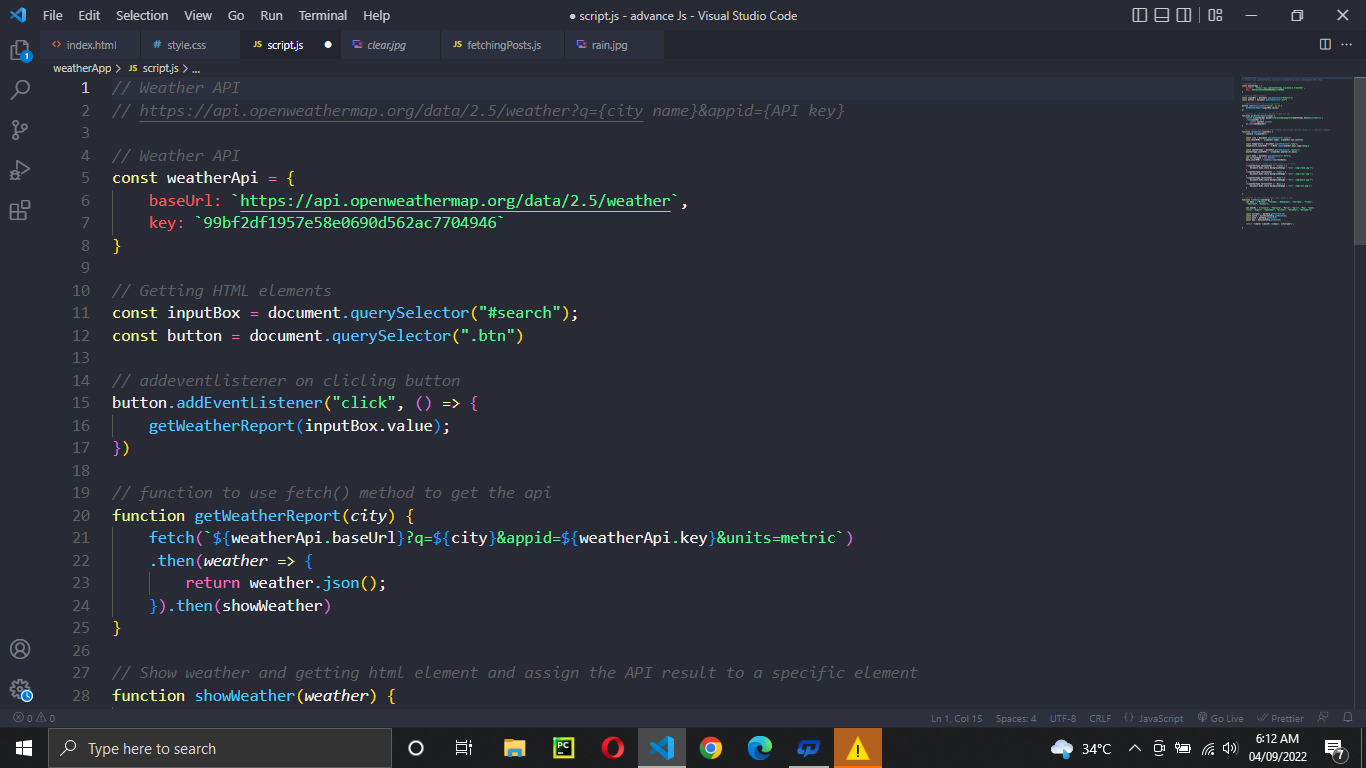 File Edit Selection View Go Run Terminal Help
● script.js - advance Js - Visual Studio Code
index.html
style.css
JS script.js
clear.jpg
JS fetchingPosts.js
rain.jpg
weatherApp > JS script.js > ...
1 // Weather API
2 // https://api.openweathermap.org/data/2.5/weather?q={city name}&appid={API key}
3
4 // Weather API
5 const weatherApi = {
6 baseUrl: `https://api.openweathermap.org/data/2.5/weather`,
7 key: `99bf2df1957e58e0690d562ac7704946`
8 }
9
10 // Getting HTML elements
11 const inputBox = document.querySelector("#search");
12 const button = document.querySelector(".btn")
13
14 // addeventlistener on clicling button
15 button.addEventListener("click", () => {
16 getWeatherReport(inputBox.value);
17 })
18
19 // function to use fetch() method to get the api
20 function getWeatherReport(city) {
21 fetch(`${weatherApi.baseUrl}?q=${city}&appid=${weatherApi.key}&units=metric`)
22 .then(weather => {
23 return weather.json();
24 }).then(showWeather)
25 }
26
27 // Show weather and getting html element and assign the API result to a specific element
28 function showWeather(weather) {
0 0 Ln 1, Col 15 Spaces: 4 UTF-8 CRLF {} JavaScript Go Live Prettier
Type here to search
PC
34°C
6:12 AM
04/09/2022
7
1